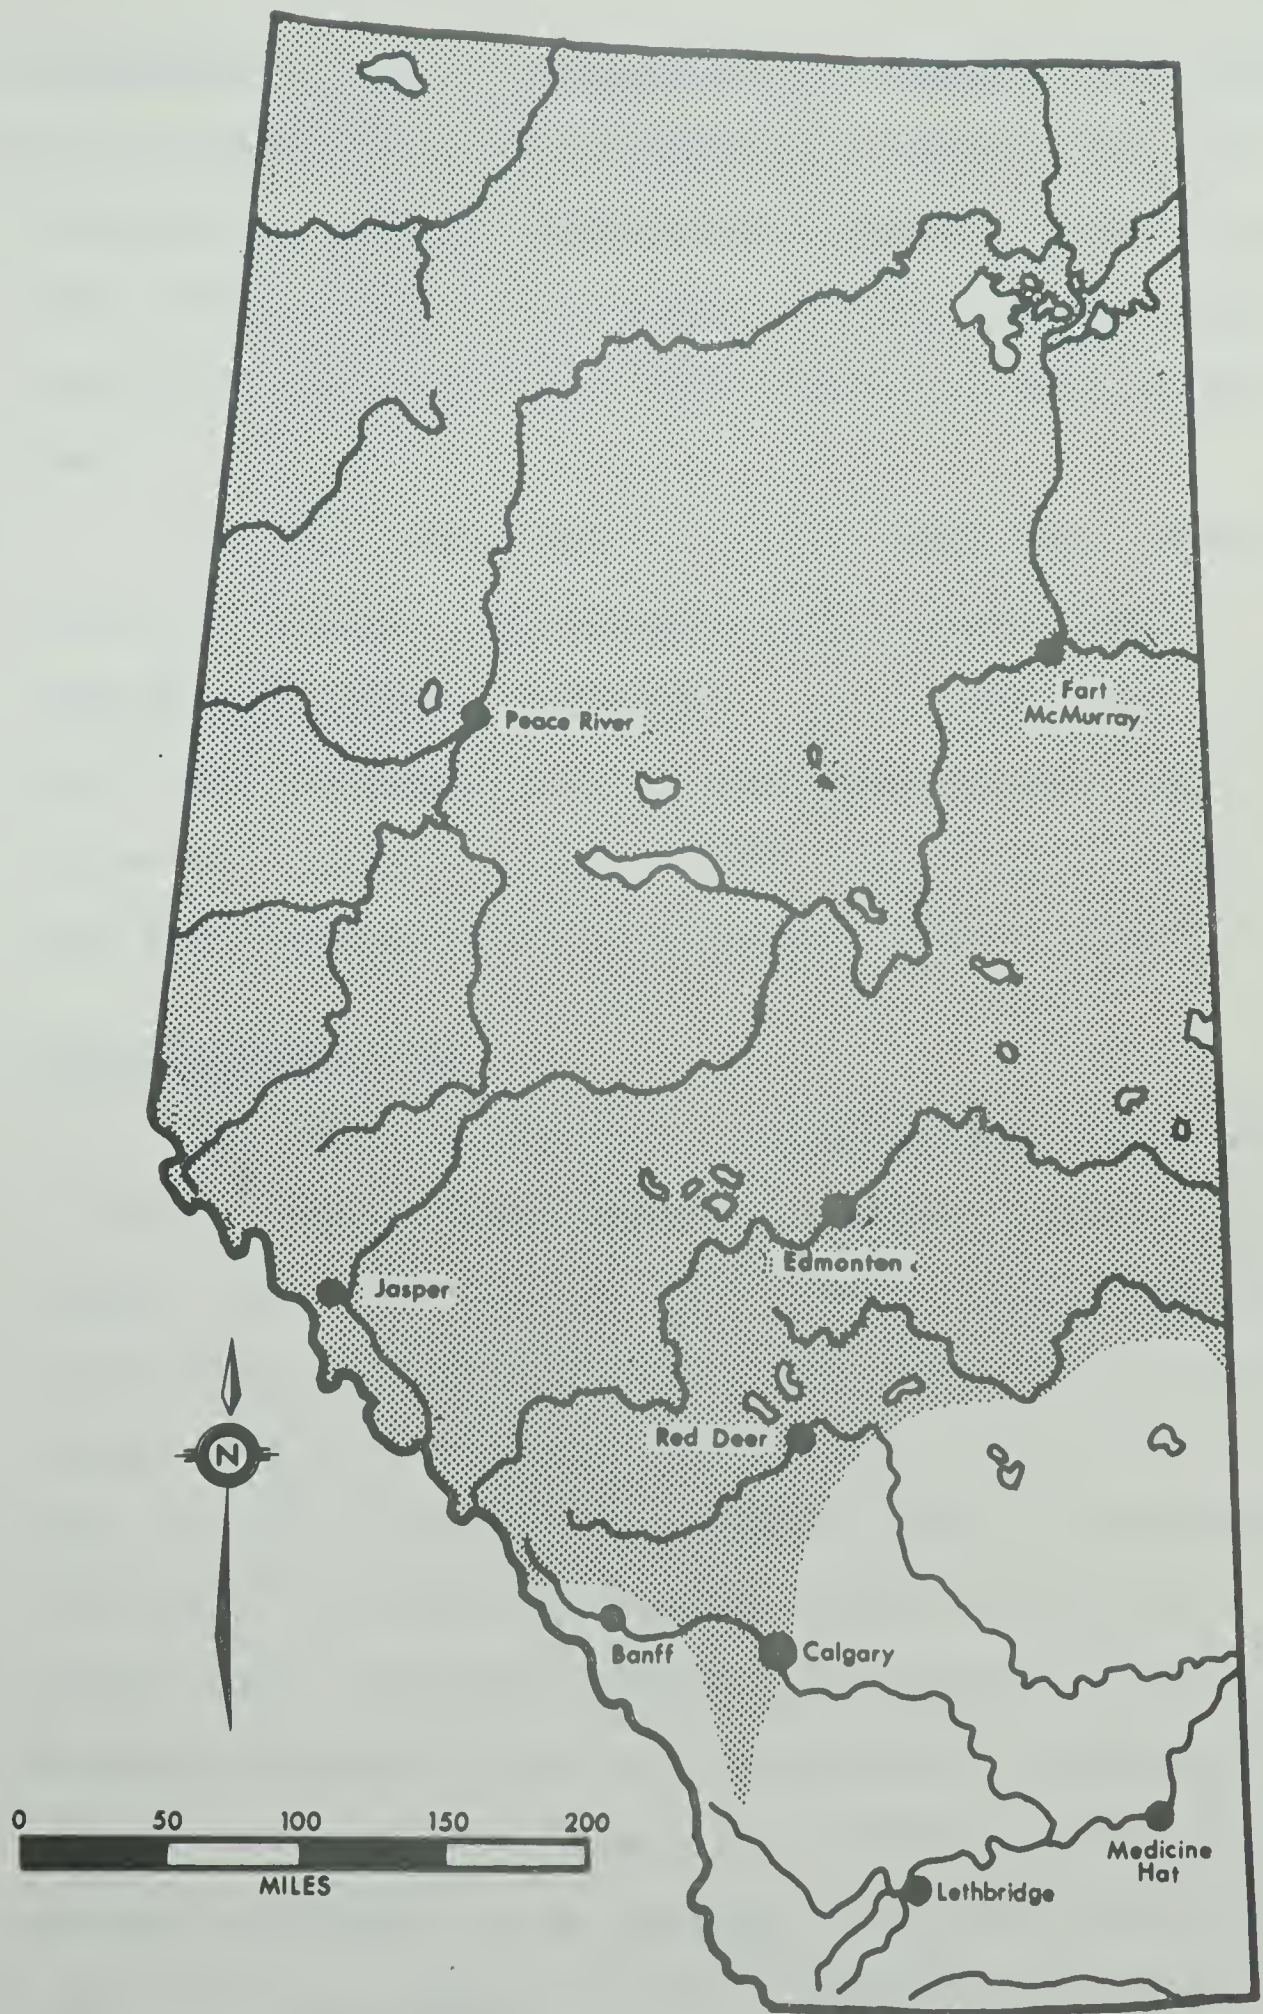 Fart
McMurray
Peace River
Edmonton
Jasper
Red Deer
N
Banff
Calgary
0 50 100 150 200
MILES
Medicine
Hat
Lethbridge